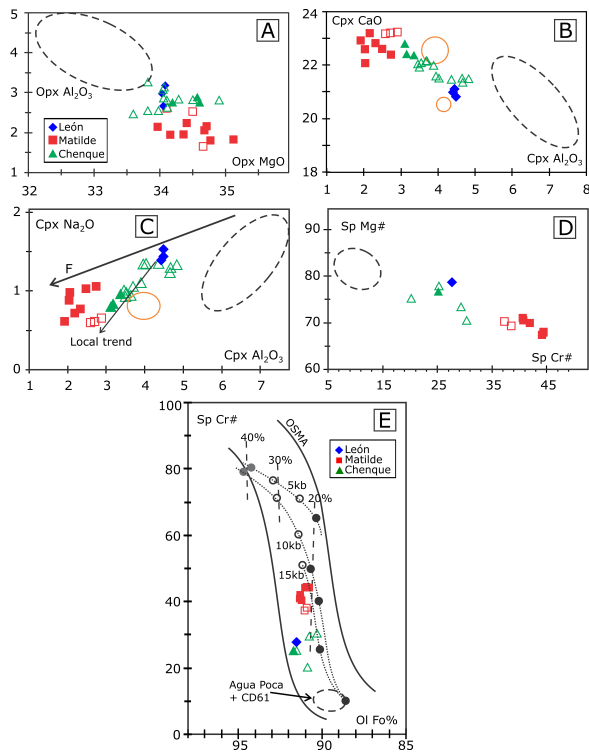 A
5
4
3
2
1
Opx Al₂O₃
León
Matilde
Chenque
Opx MgO
32 33 34 35
B
Cpx CaO
24
22
20
18
Cpx Al₂O₃
1 2 3 4 5 6 7 8
C
Cpx Na₂O
2
1
0
F
Local trend
Cpx Al₂O₃
1 2 3 4 5 6 7
D
Sp Mg#
90
80
70
60
Sp Cr#
5 15 25 35 45
E
Sp Cr#
100
80
60
40
20
0
OSMA
40%
30%
5kb
20%
10kb
15kb
León
Matilde
Chenque
Agua Poca
+ CD61
Ol Fo%
95 90 85